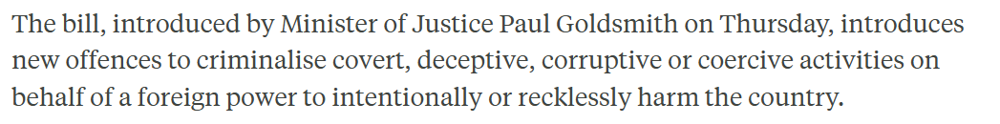 The bill, introduced by Minister of Justice Paul Goldsmith on Thursday, introduces
new offences to criminalise covert, deceptive, corruptive or coercive activities on
behalf of a foreign power to intentionally or recklessly harm the country.